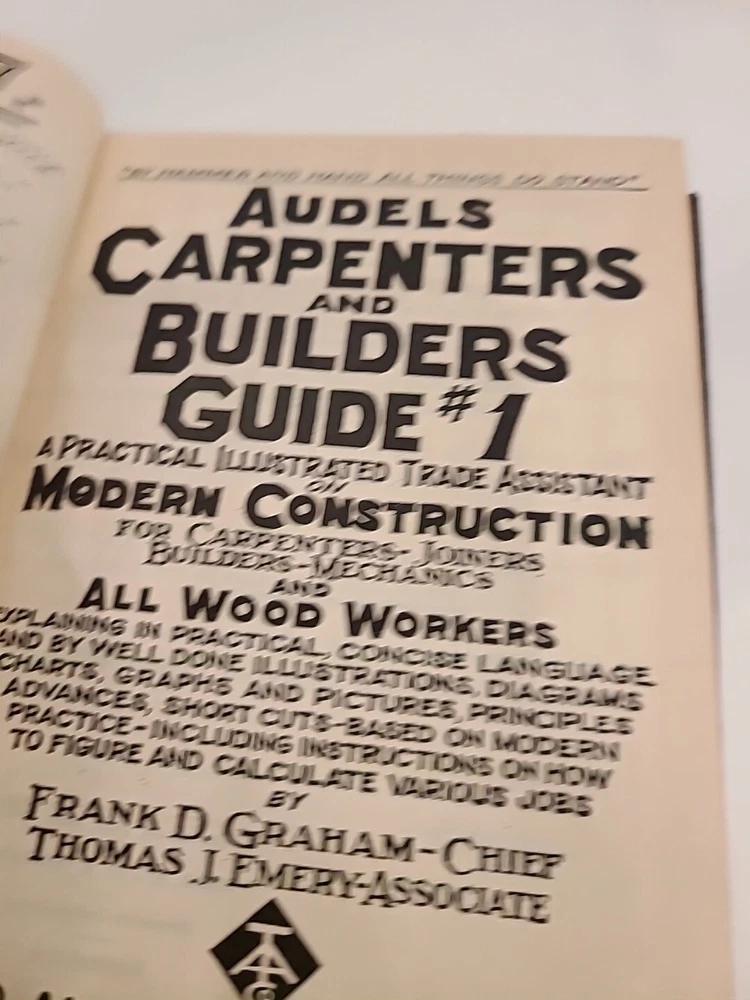 "BY HAMMER AND HAND ALL THINGS DO STAND"
AUDELS
CARPENTERS
AND
BUILDERS
GUIDE #1
A PRACTICAL ILLUSTRATED TRADE ASSISTANT
ON
MODERN CONSTRUCTION
FOR CARPENTERS-JOINERS
BUILDERS-MECHANICS
AND
ALL WOOD WORKERS
EXPLAINING IN PRACTICAL, CONCISE LANGUAGE
AND BY WELL DONE ILLUSTRATIONS, DIAGRAMS
CHARTS, GRAPHS AND PICTURES, PRINCIPLES
ADVANCES, SHORT CUTS-BASED ON MODERN
PRACTICE-INCLUDING INSTRUCTIONS ON HOW
TO FIGURE AND CALCULATE VARIOUS JOBS
BY
FRANK D. GRAHAM-CHIEF
THOMAS J. EMERY-ASSOCIATE